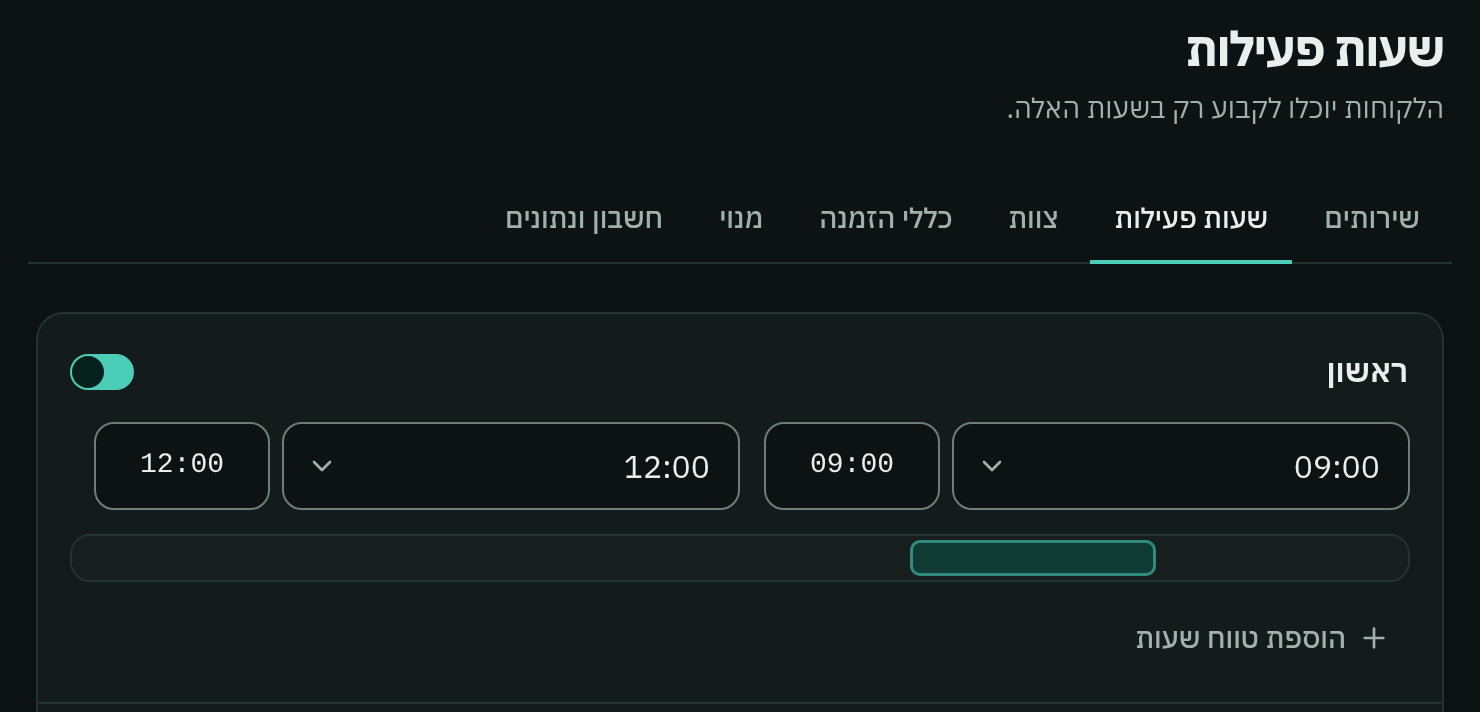 שעות פעילות
הלקוחות יוכלו לקבוע רק בשעות האלה.
שירותים שעות פעילות צוות כללי הזמנה מנוי חשבון ונתונים
ראשון
09:00 09:00 12:00 12:00
+ הוספת טווח שעות